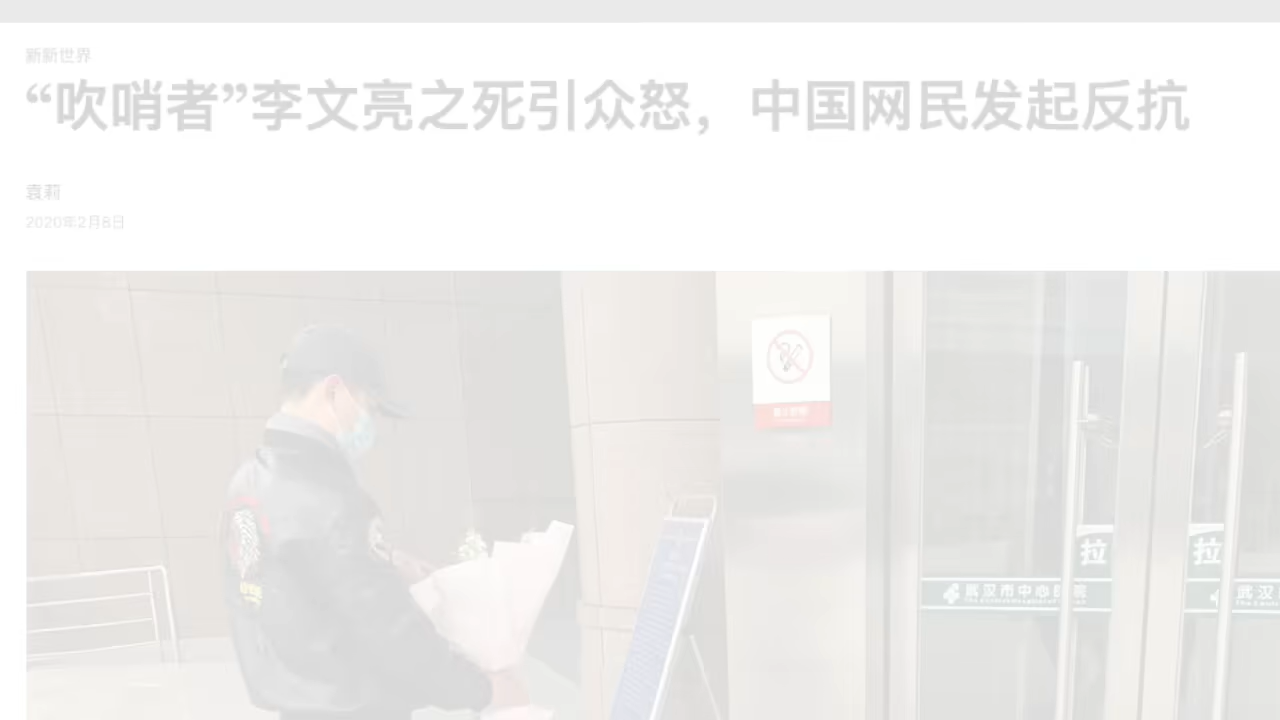 新新世界
“吹哨者”李文亮之死引众怒，中国网民发起反抗
袁莉
2020年2月8日
拉
拉
武汉市中心医院
武汉